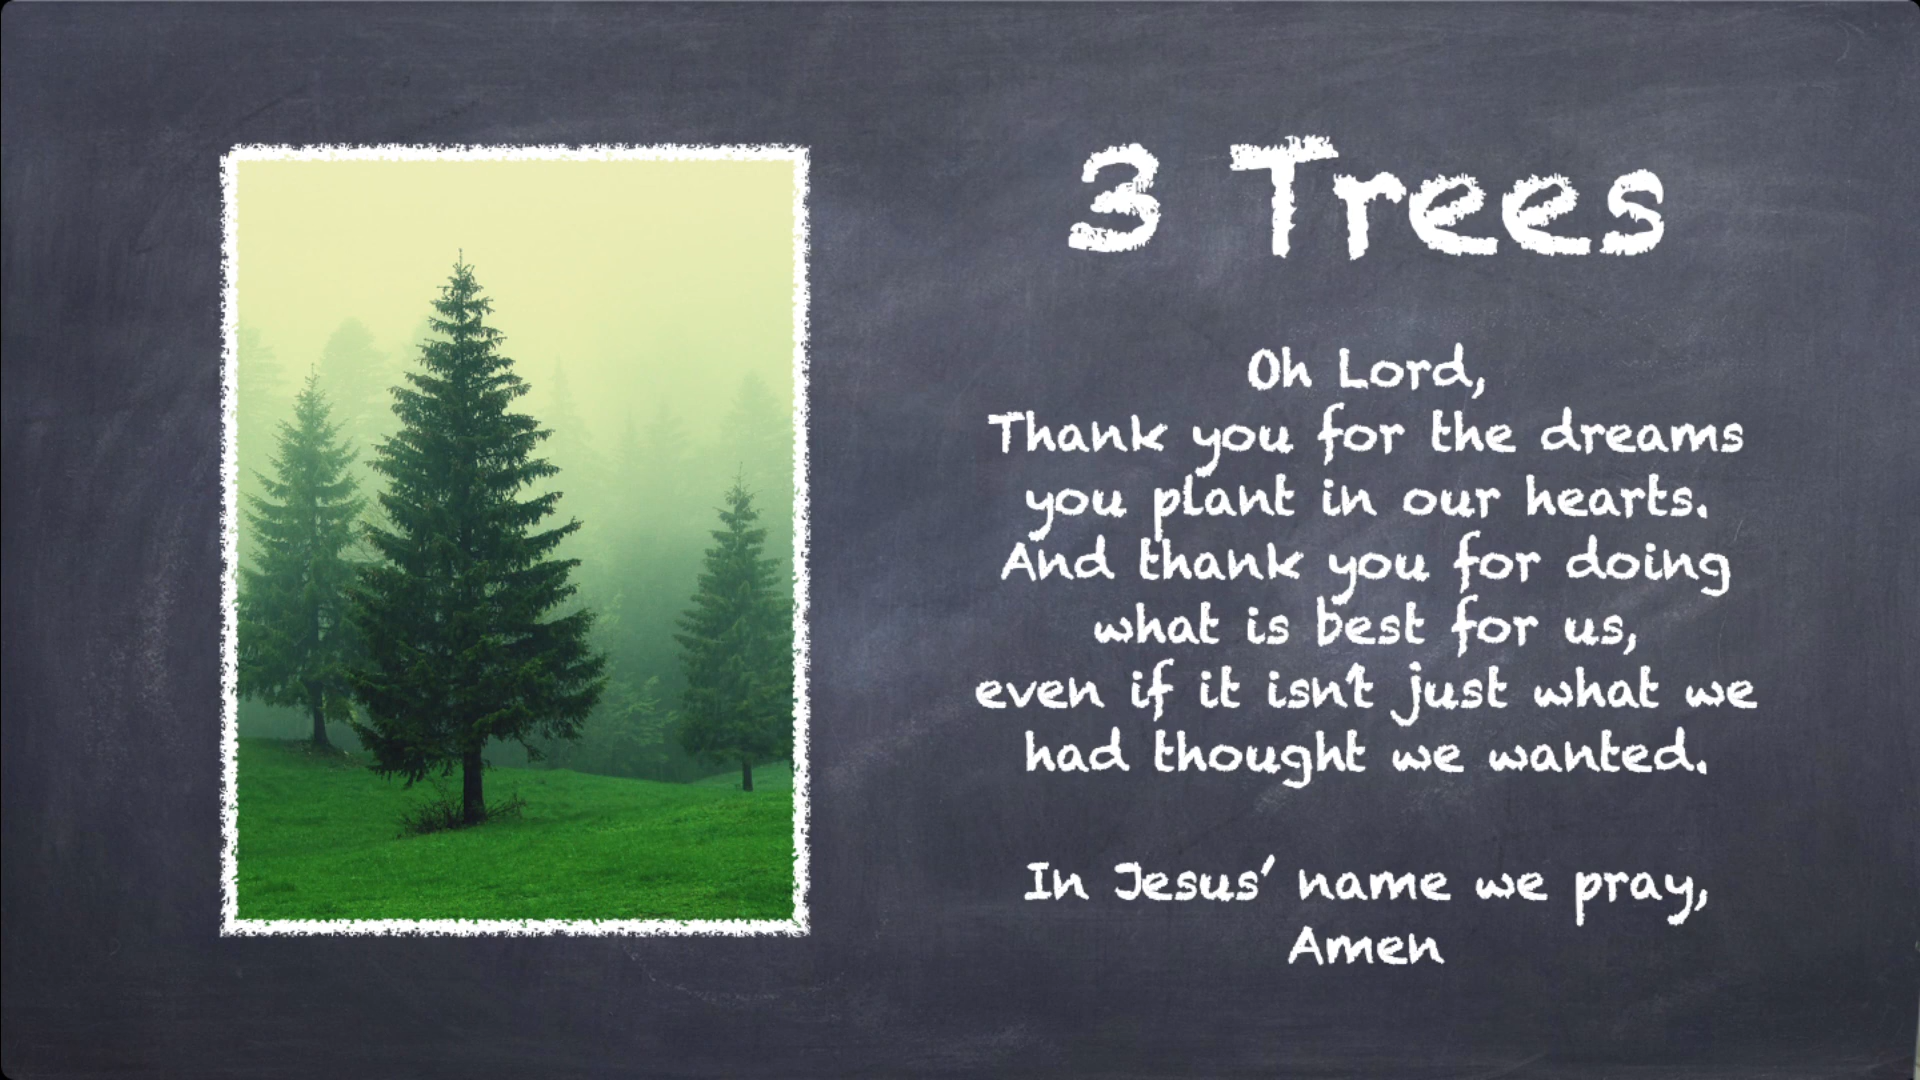 3 Trees
Oh Lord,
Thank you for the dreams
you plant in our hearts.
And thank you for doing
what is best for us,
even if it isn't just what we
had thought we wanted.
In Jesus' name we pray,
Amen